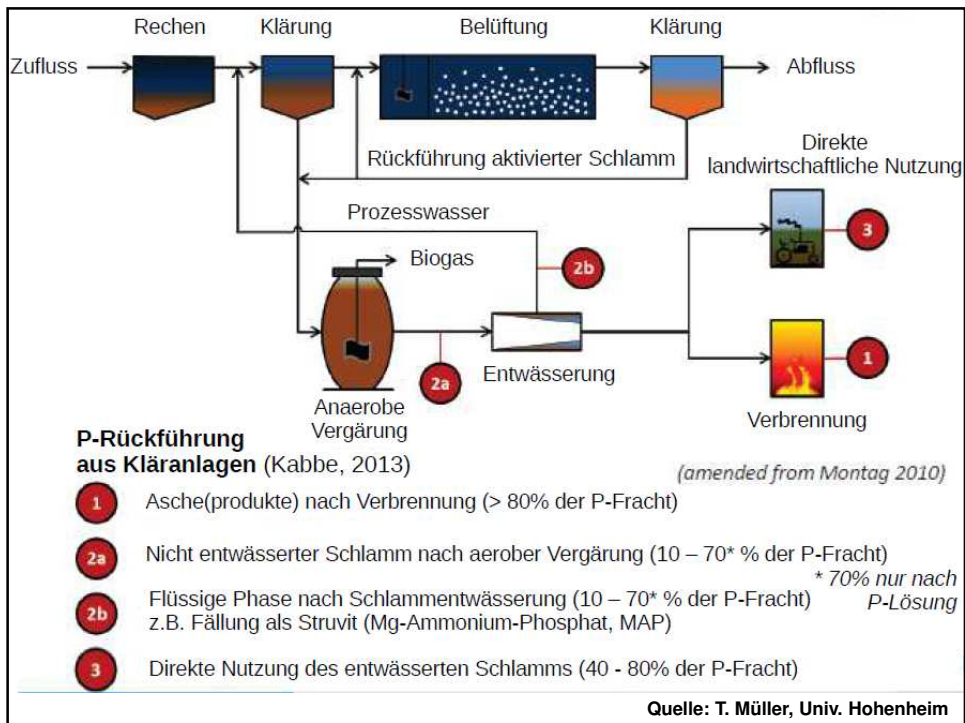 Rechen
Klärung
Belüftung
Klärung
Zufluss
Abfluss
Rückführung aktivierter Schlamm
Direkte
landwirtschaftliche Nutzung
Prozesswasser
3
Biogas
2b
2a
Entwässerung
1
Anaerobe
Vergärung
Verbrennung
P-Rückführung
aus Kläranlagen (Kabbe, 2013)
(amended from Montag 2010)
1 Asche(produkte) nach Verbrennung (> 80% der P-Fracht)
2a Nicht entwässerter Schlamm nach aerober Vergärung (10 – 70* % der P-Fracht)
* 70% nur nach
P-Lösung
2b Flüssige Phase nach Schlammentwässerung (10 – 70* % der P-Fracht)
z.B. Fällung als Struvit (Mg-Ammonium-Phosphat, MAP)
3 Direkte Nutzung des entwässerten Schlamms (40 - 80% der P-Fracht)
Quelle: T. Müller, Univ. Hohenheim